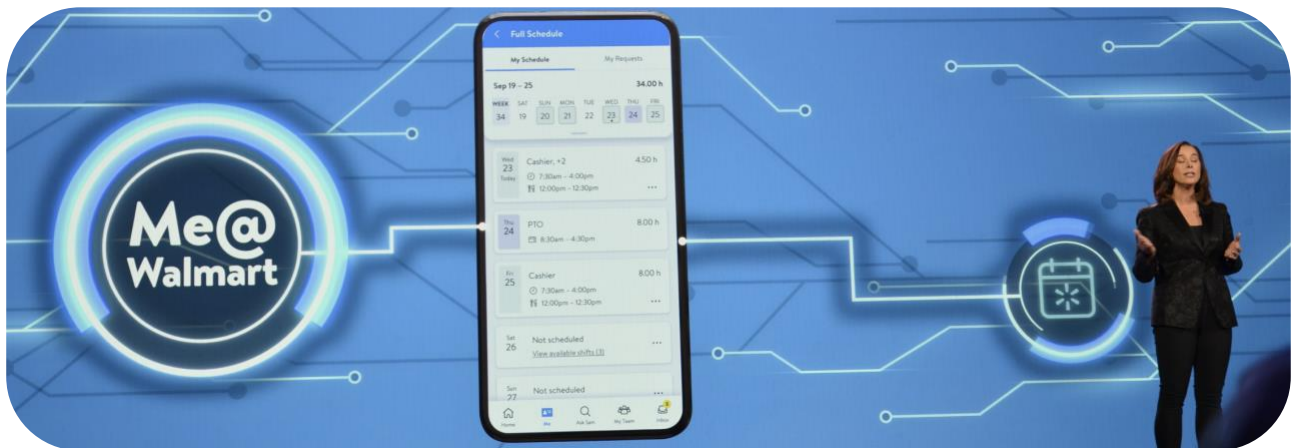 Me@
Walmart
Full Schedule
My Schedule My Requests
Sep 19 - 25 34.00 h
WEEK SAT SUN MON TUE WED THU FRI
34 19 20 21 22 23 24 25
Wed
23
Today
Cashier, +2 4.50 h
7:30am - 4:00pm
12:00pm - 12:30pm
Thu
24
PTO 8.00 h
8:30am - 4:30pm
Fri
25
Cashier 8.00 h
7:30am - 4:00pm
12:00pm - 12:30pm
Sat
26
Not scheduled
View available shifts (3)
Sun
27
Not scheduled
Home Me Ask Sam My Team Inbox